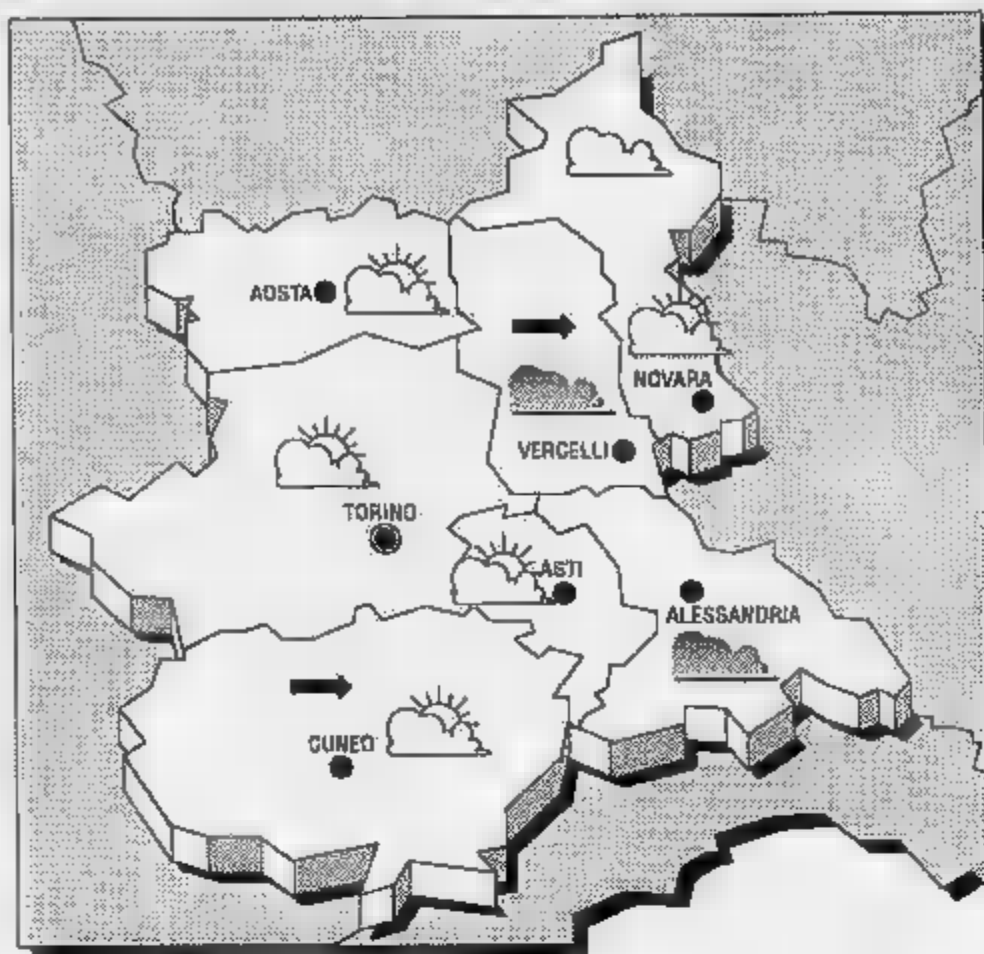 AOSTA
NOVARA
VERCELLI
TORINO
ASTI
ALESSANDRIA
CUNEO